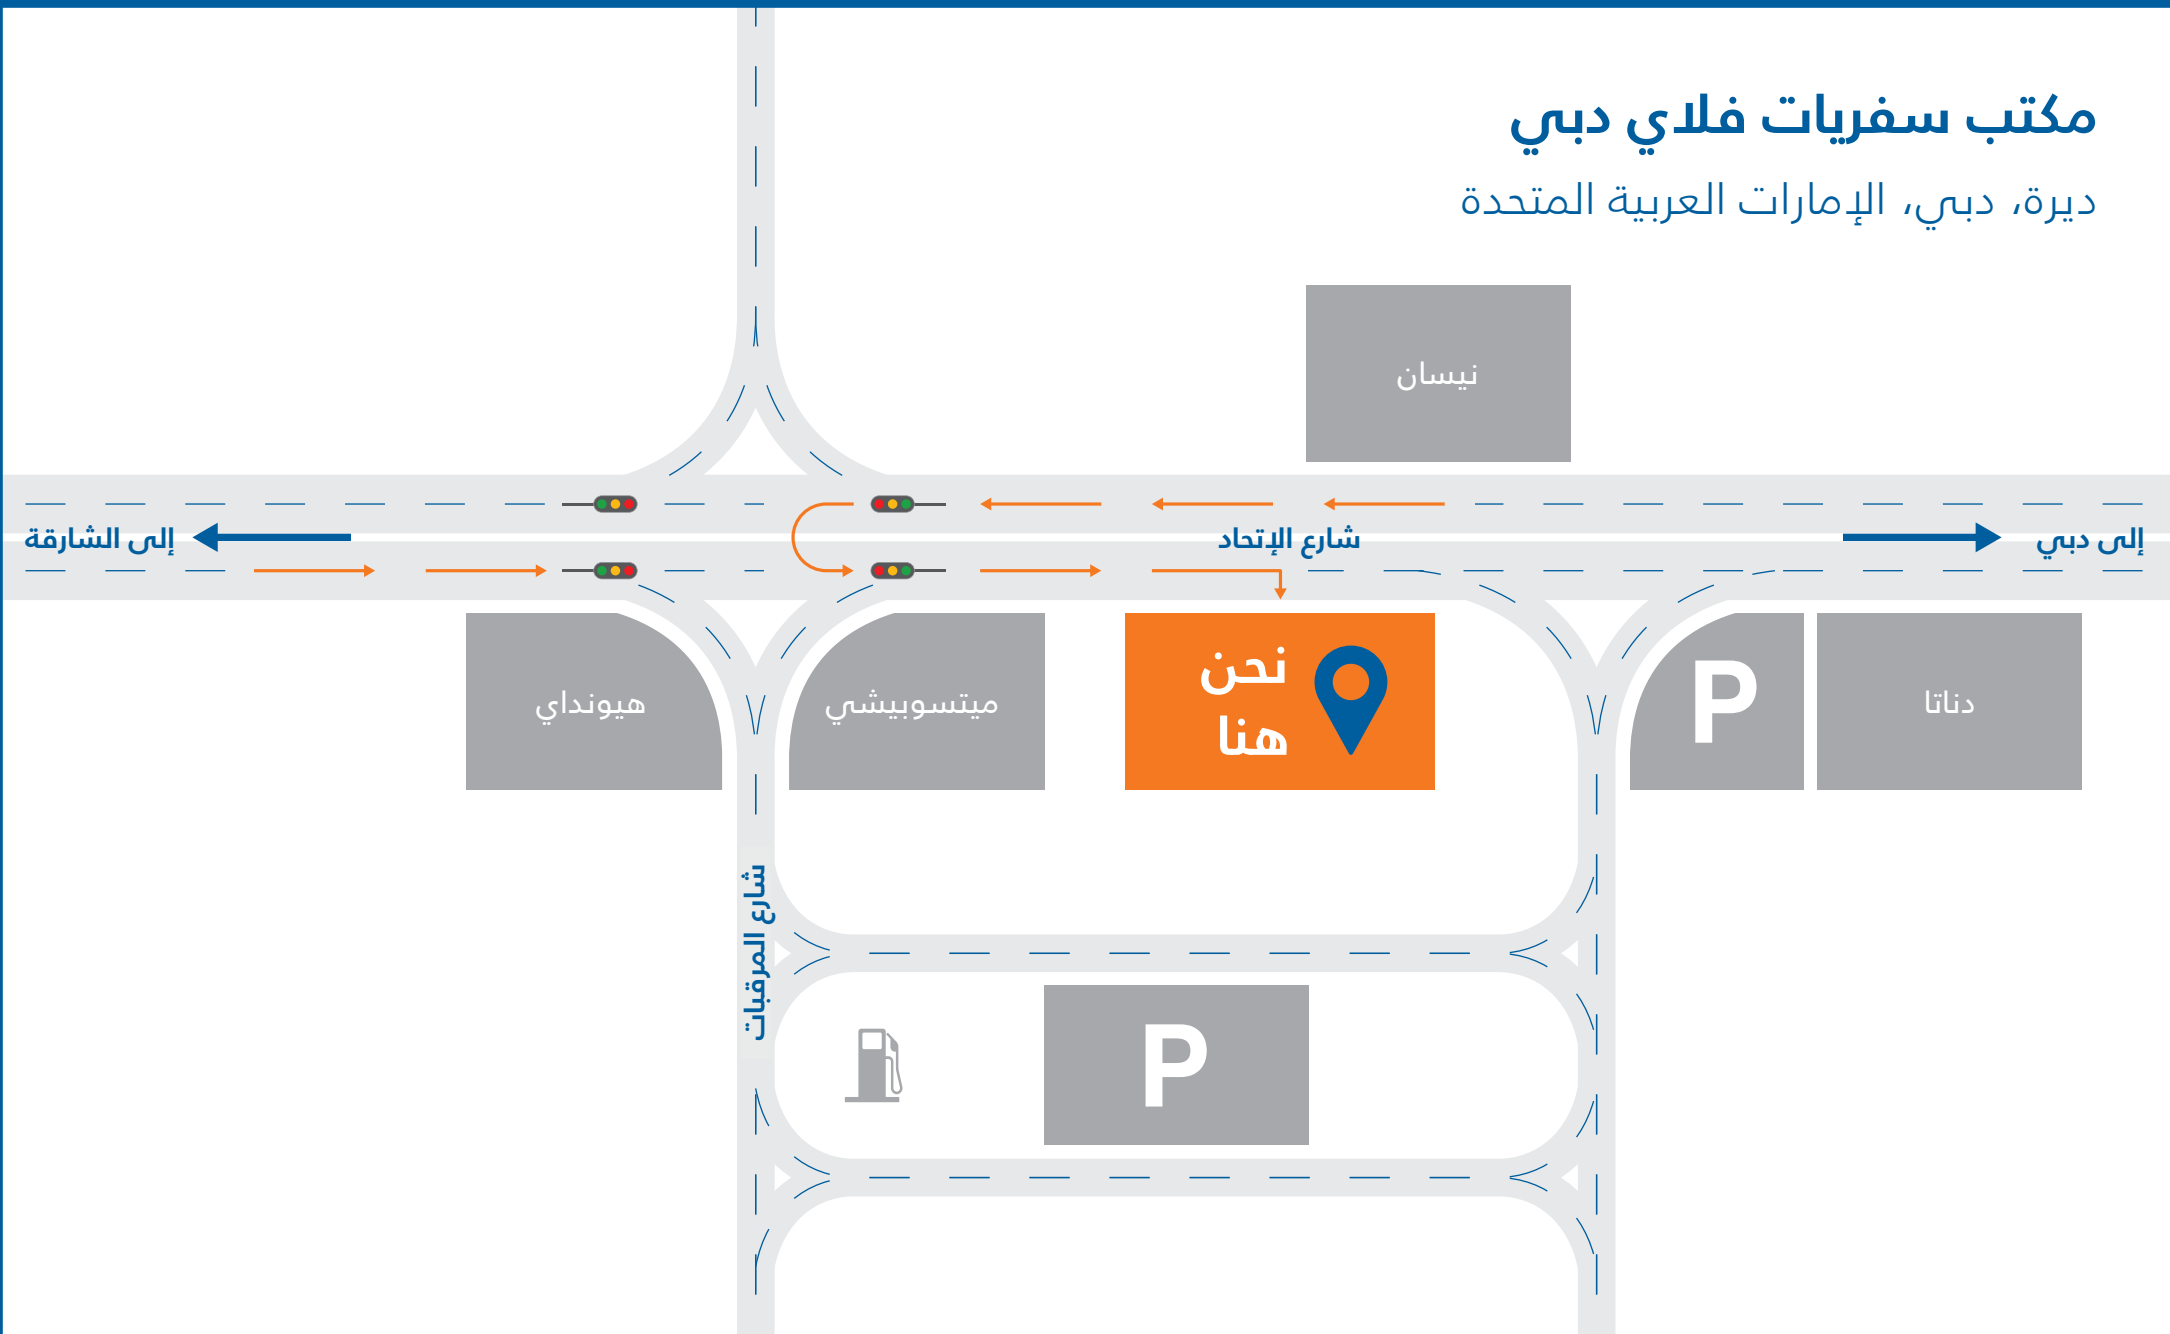 مكتب سفريات فلاي دبي
ديرة، دبي، الإمارات العربية المتحدة
نيسان
إلى دبي
شارع الإتحاد
إلى الشارقة
دناتا
P
نحن
هنا
ميتسوبيشي
هيونداي
شارع المرقبات
P